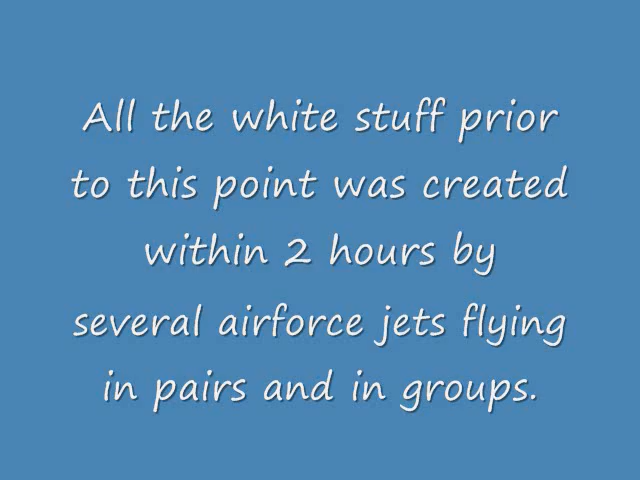 All the white stuff prior
to this point was created
within 2 hours by
several airforce jets flying
in pairs and in groups.